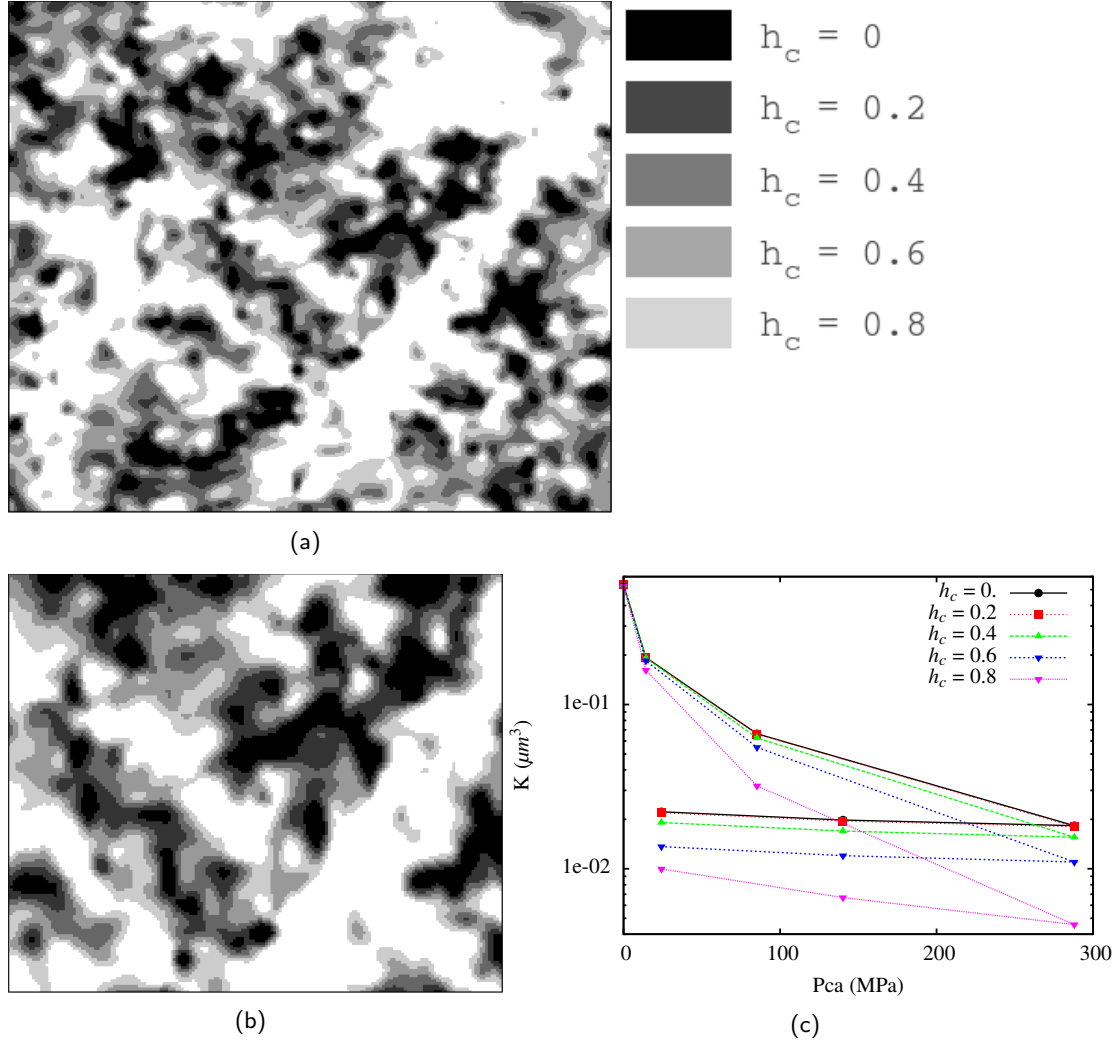 h_c = 0
h_c = 0.2
h_c = 0.4
h_c = 0.6
h_c = 0.8
(a)
(b)
h_c = 0.
h_c = 0.2
h_c = 0.4
h_c = 0.6
h_c = 0.8
1e-01
1e-02
K (μm³)
0 100 200 300
Pca (MPa)
(c)